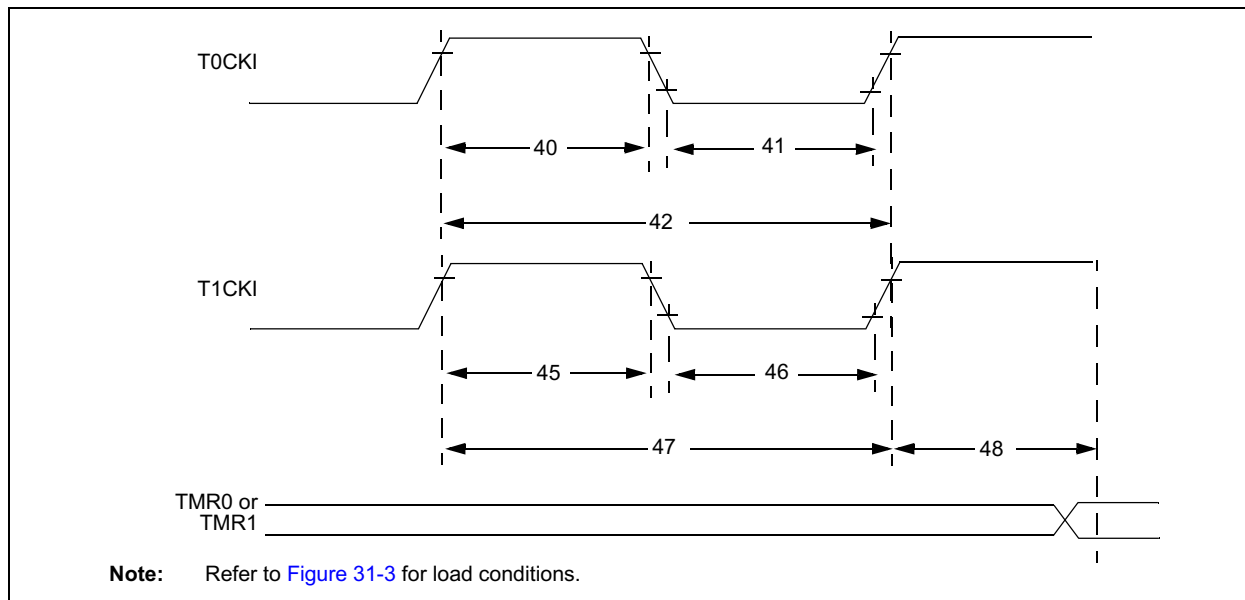 T0CKI
40
41
42
T1CKI
45
46
47
48
TMR0 or
TMR1
Note: Refer to Figure 31-3 for load conditions.